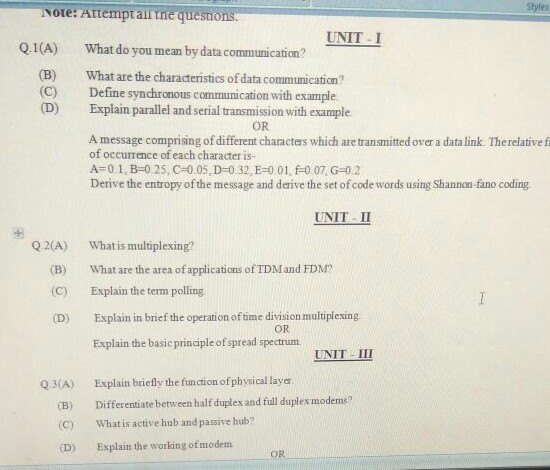 Styles
Note: Attempt all the questions.
UNIT - I
Q.1(A) What do you mean by data communication?
(B) What are the characteristics of data communication?
(C) Define synchronous communication with example.
(D) Explain parallel and serial transmission with example.
OR
A message comprising of different characters which are transmitted over a data link. The relative
of occurrence of each character is-
A=0.1, B=0.25, C=0.05, D=0.32, E=0.01, f=0.07, G=0.2
Derive the entropy of the message and derive the set of code words using Shannon-fano coding.
UNIT - II
Q.2(A) What is multiplexing?
(B) What are the area of applications of TDM and FDM?
(C) Explain the term polling.
(D) Explain in brief the operation of time division multiplexing.
OR
Explain the basic principle of spread spectrum.
UNIT - III
Q.3(A) Explain briefly the function of physical layer.
(B) Differentiate between half duplex and full duplex modems?
(C) What is active hub and passive hub?
(D) Explain the working of modem.
OR